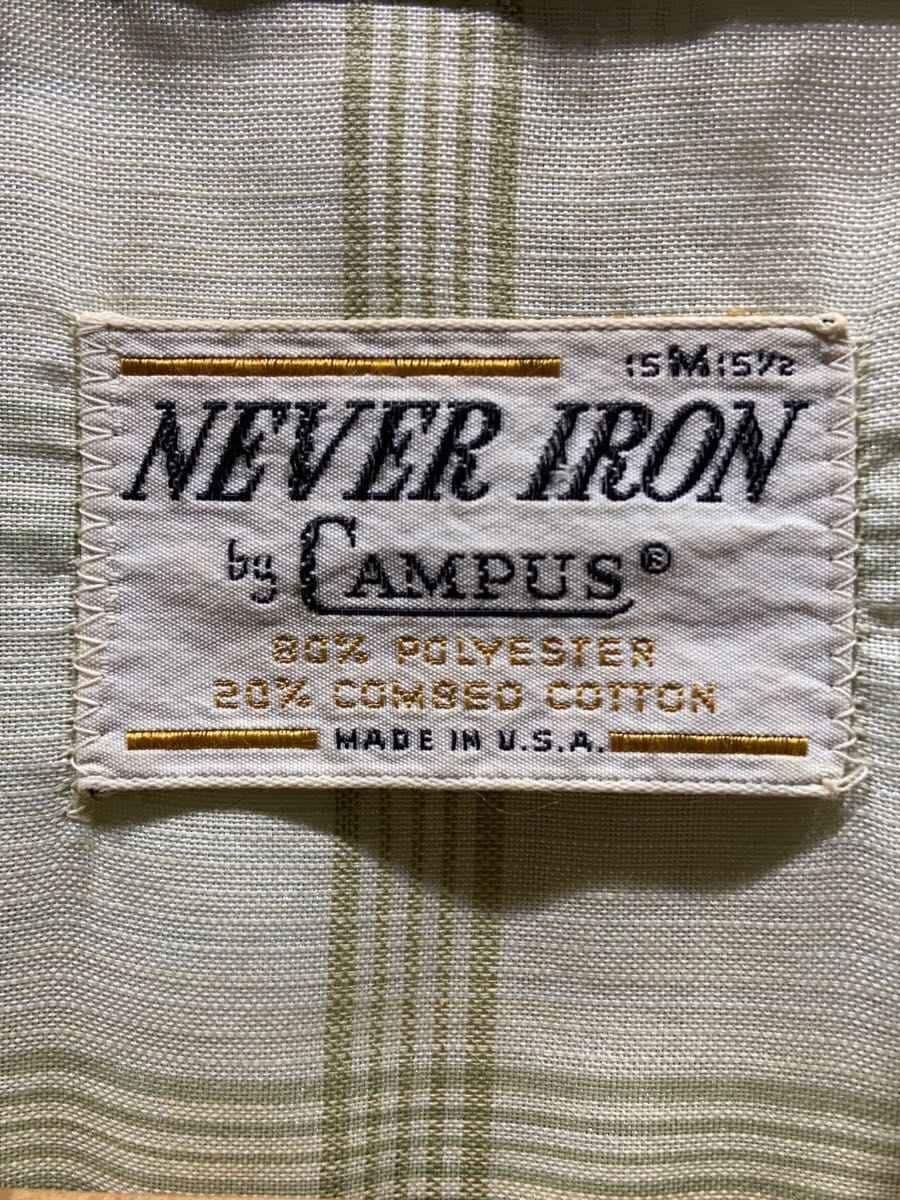 15 M 15½
NEVER IRON
by CAMPUS®
80% POLYESTER
20% COMBED COTTON
MADE IN U.S.A.